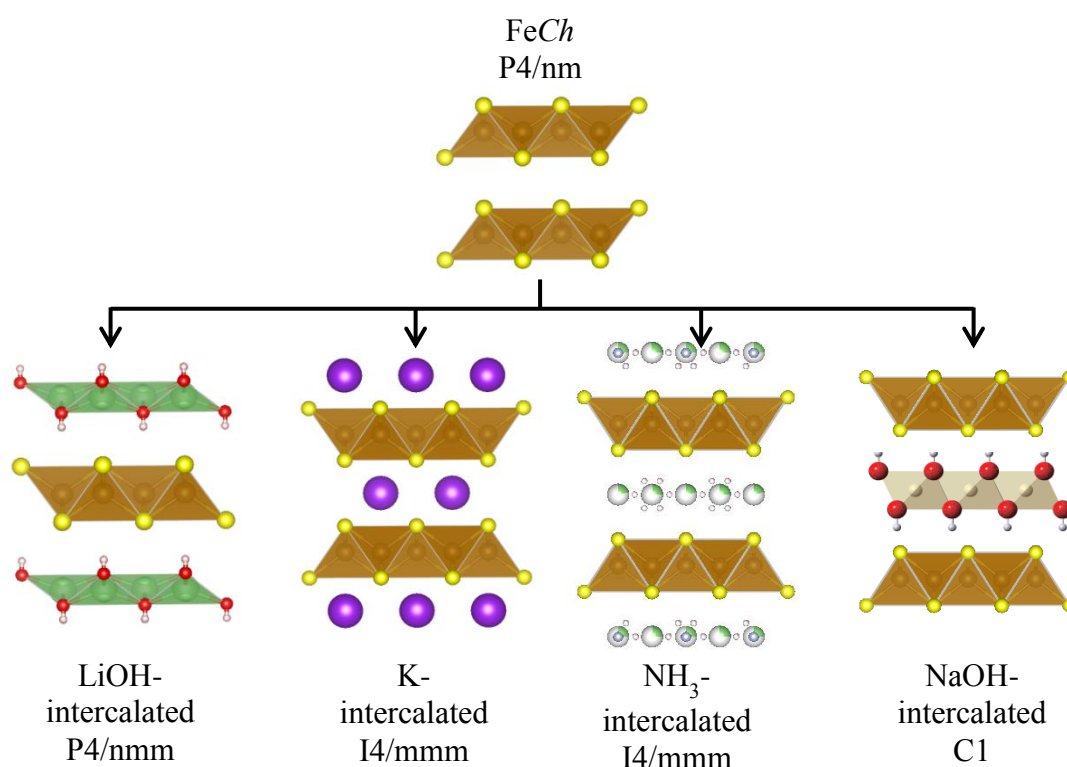 FeCh
P4/nm
LiOH-
intercalated
P4/nmm
K-
intercalated
I4/mmm
NH₃-
intercalated
I4/mmm
NaOH-
intercalated
C1